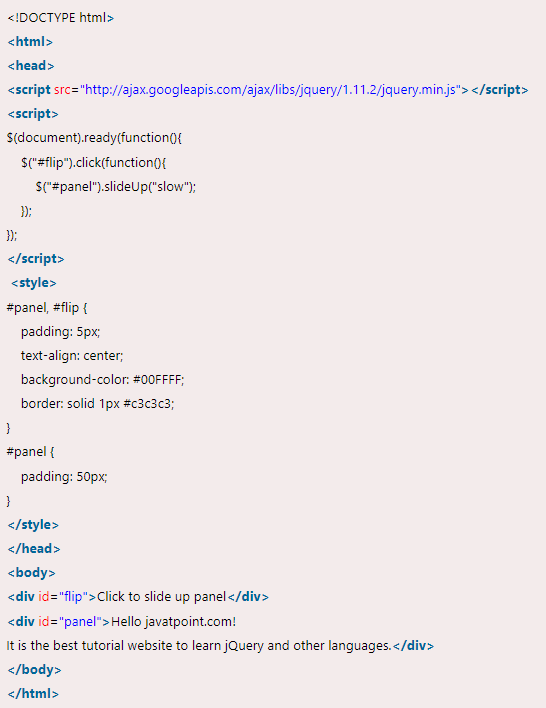 <!DOCTYPE html>
<html>
<head>
<script src="http://ajax.googleapis.com/ajax/libs/jquery/1.11.2/jquery.min.js"></script>
<script>
$(document).ready(function(){
    $("#flip").click(function(){
        $("#panel").slideUp("slow");
    });
});
</script>
 <style>
#panel, #flip {
    padding: 5px;
    text-align: center;
    background-color: #00FFFF;
    border: solid 1px #c3c3c3;
}
#panel {
    padding: 50px;
}
</style>
</head>
<body>
<div id="flip">Click to slide up panel</div>
<div id="panel">Hello javatpoint.com!
It is the best tutorial website to learn jQuery and other languages.</div>
</body>
</html>